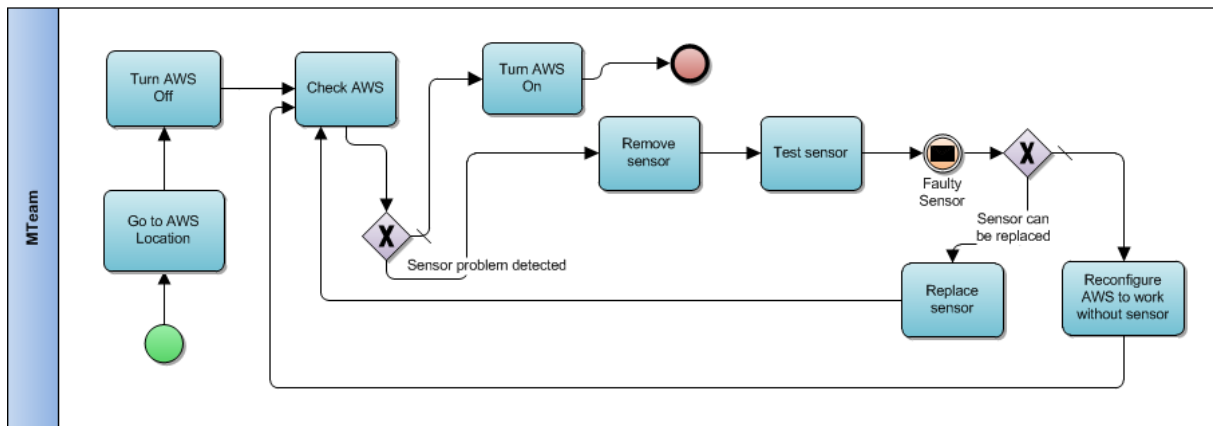 MTeam
Turn AWS
Off
Check AWS
Turn AWS
On
Remove
sensor
Test sensor
Faulty
Sensor
X
Sensor can
be replaced
Go to AWS
Location
X
Sensor problem detected
Replace
sensor
Reconfigure
AWS to work
without sensor